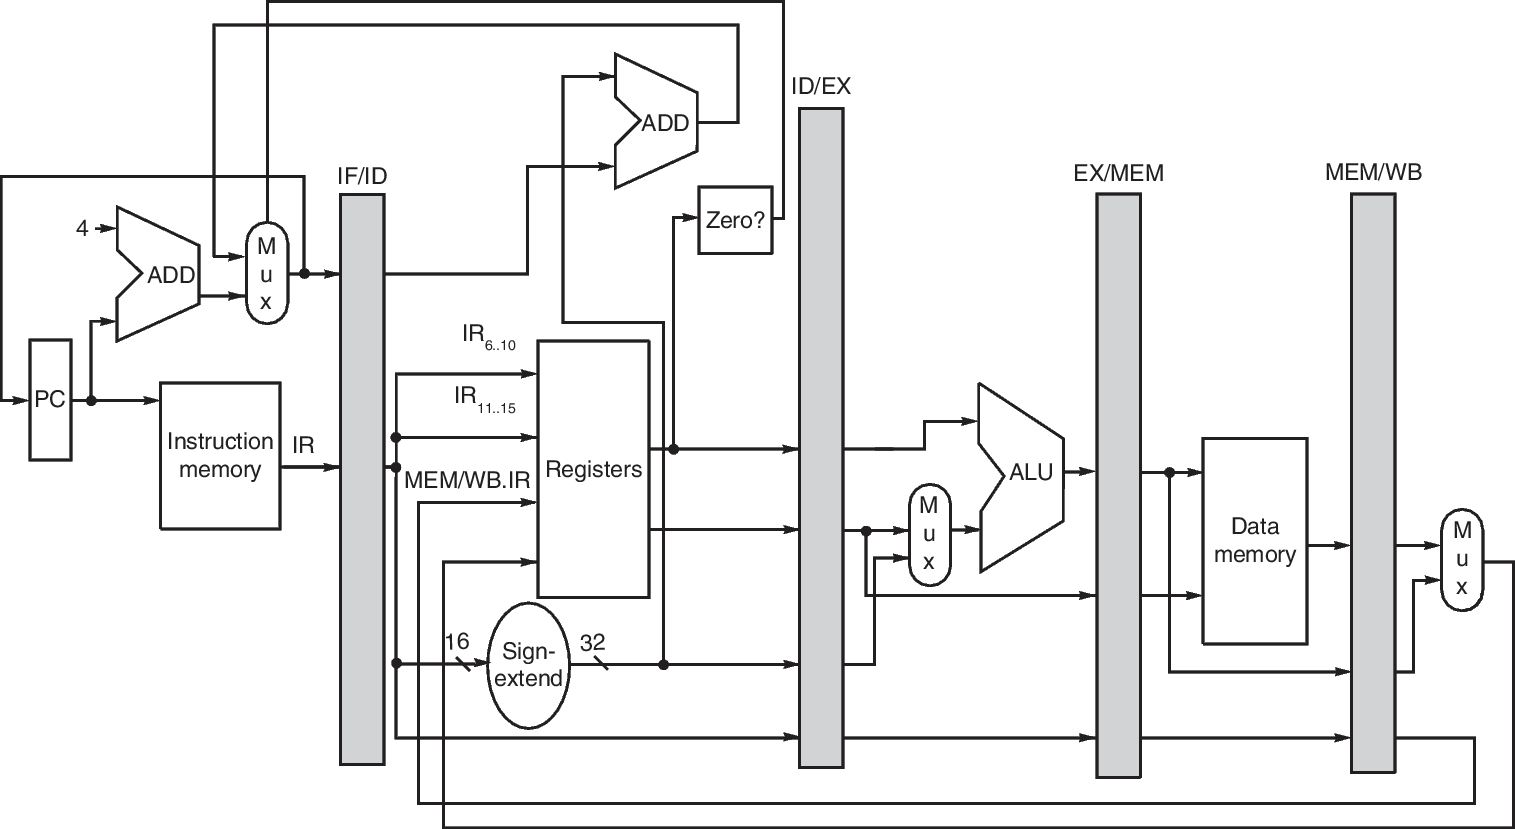 ID/EX
ADD
IF/ID
EX/MEM
MEM/WB
4
ADD
M
u
x
Zero?
IR6..10
PC
IR11..15
Instruction
memory
IR
MEM/WB.IR
Registers
ALU
M
u
x
Data
memory
M
u
x
16
Sign-
extend
32